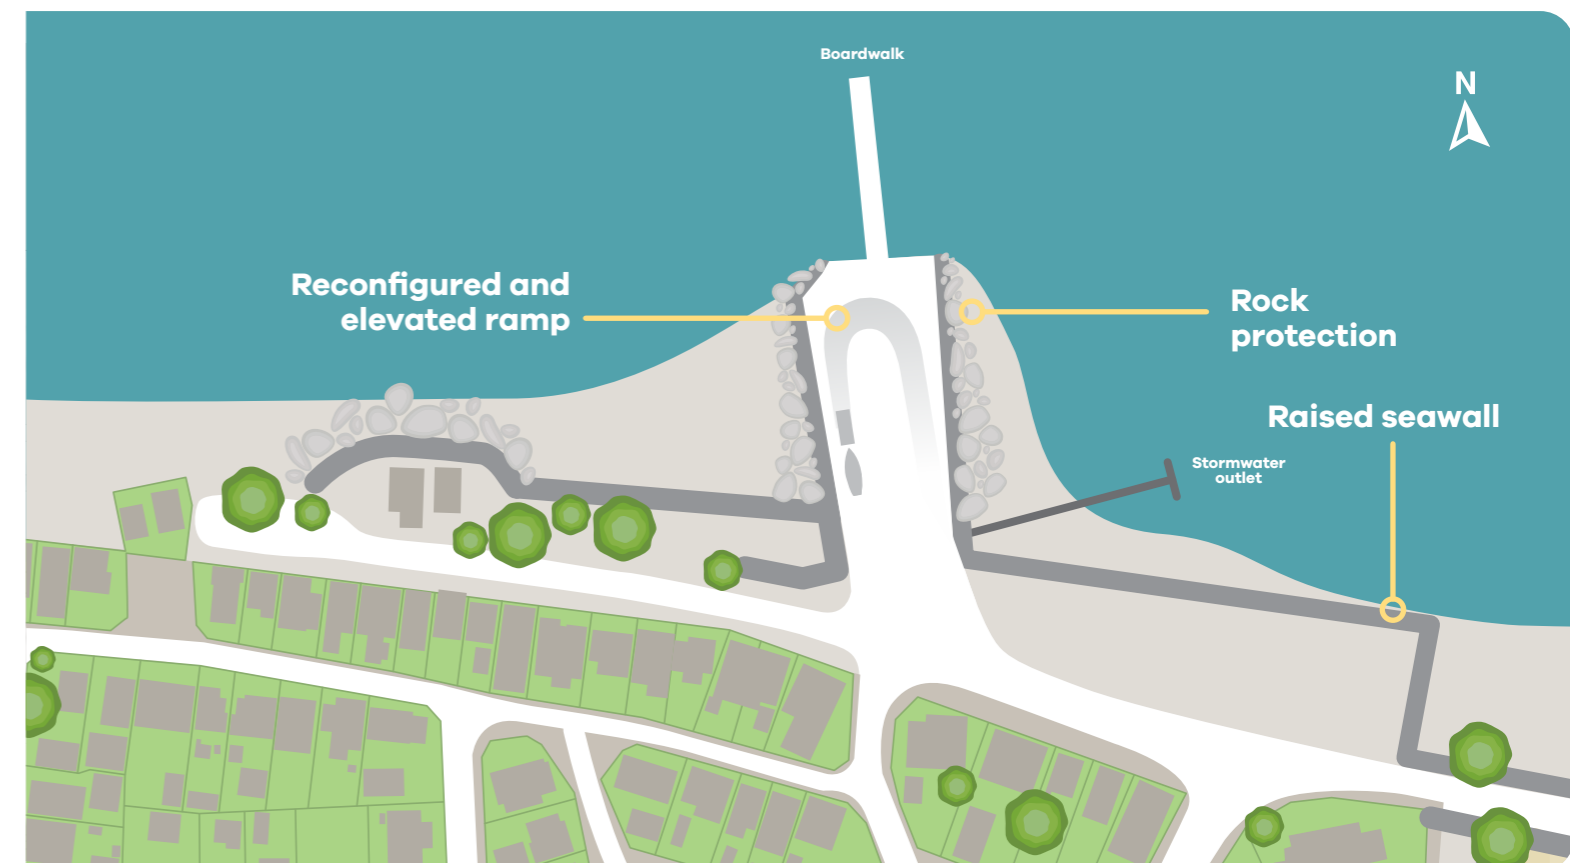 Boardwalk
N
Reconfigured and
elevated ramp
Rock
protection
Raised seawall
Stormwater
outlet